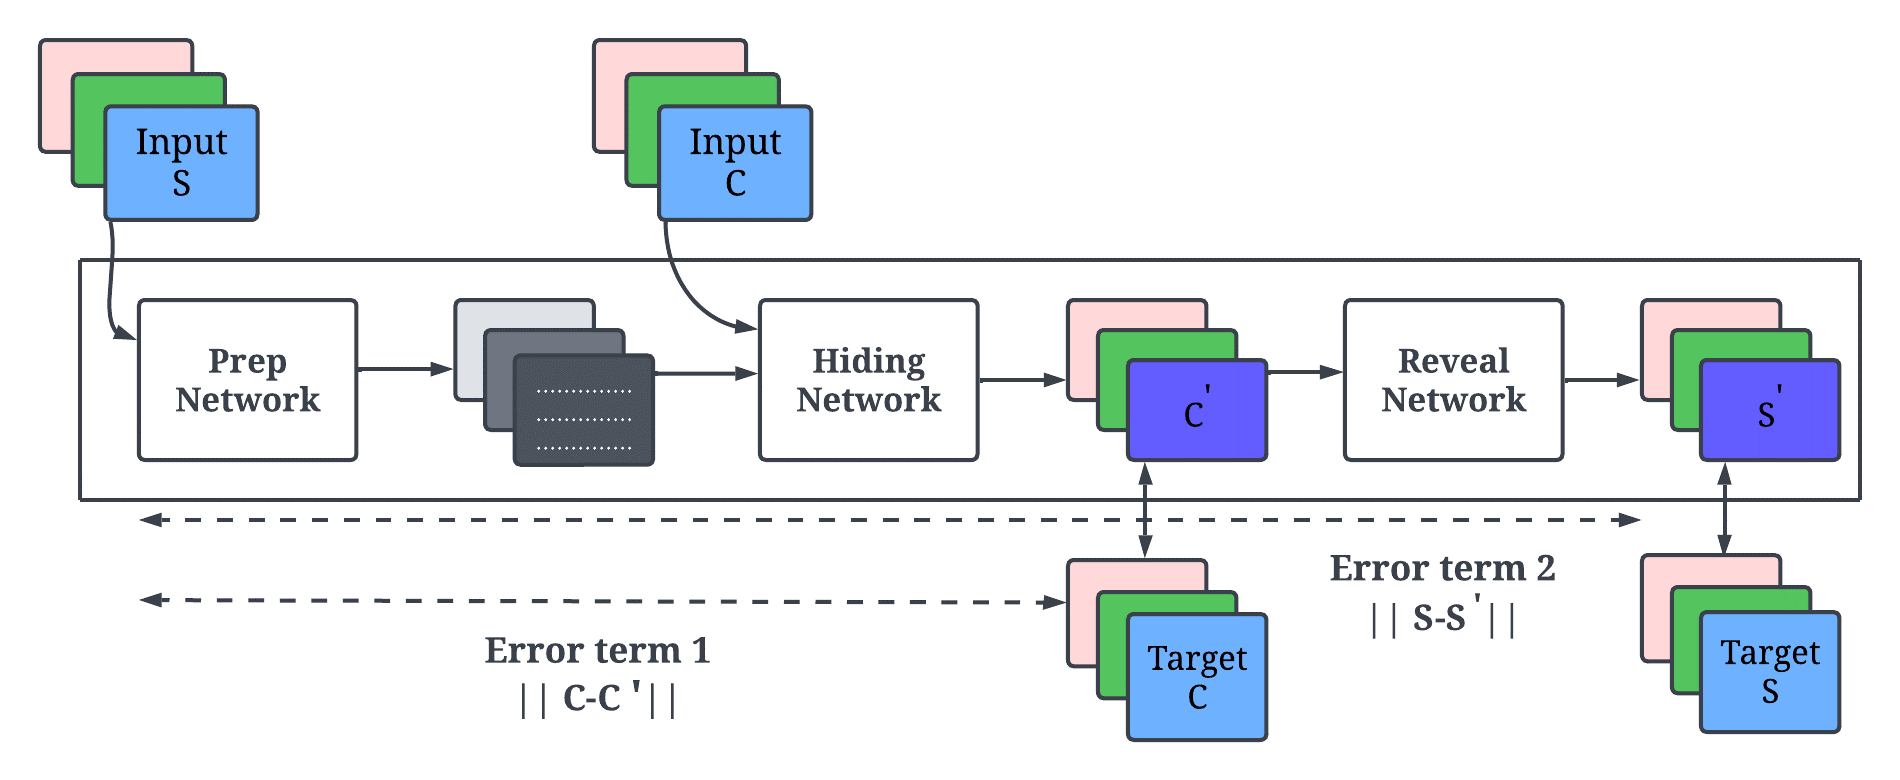 Input
S
Input
C
Prep
Network
Hiding
Network
C'
Reveal
Network
S'
Error term 1
|| C-C '||
Target
C
Error term 2
|| S-S '||
Target
S